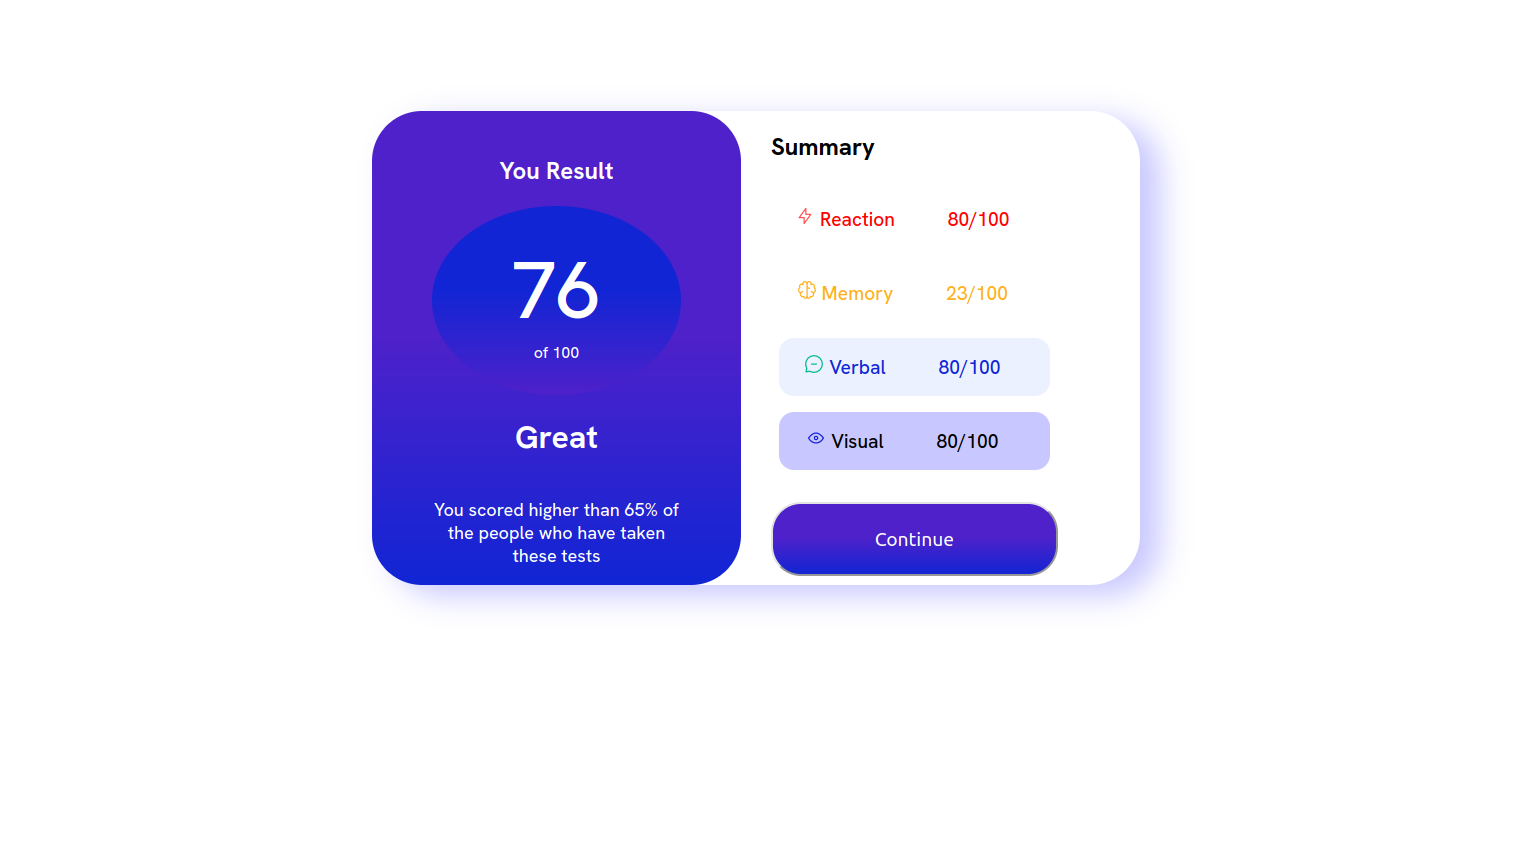 You Result
76
of 100
Great
You scored higher than 65% of
the people who have taken
these tests
Summary
Reaction 80/100
Memory 23/100
Verbal 80/100
Visual 80/100
Continue